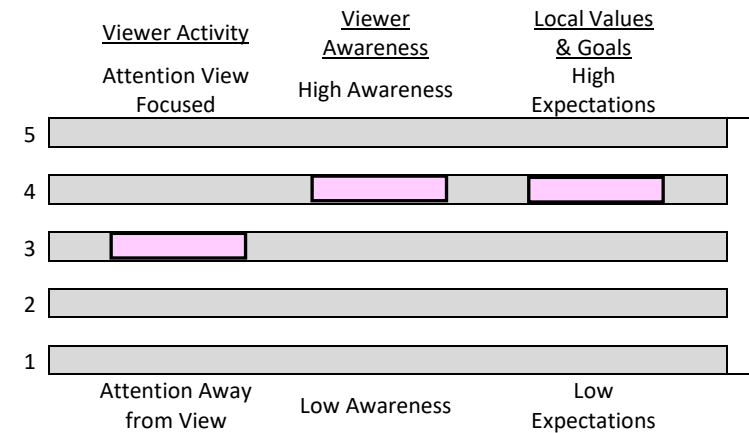 Viewer Activity
Viewer
Awareness
Local Values
& Goals
Attention View
Focused
High Awareness
High
Expectations
5
4
3
2
1
Attention Away
from View
Low Awareness
Low
Expectations